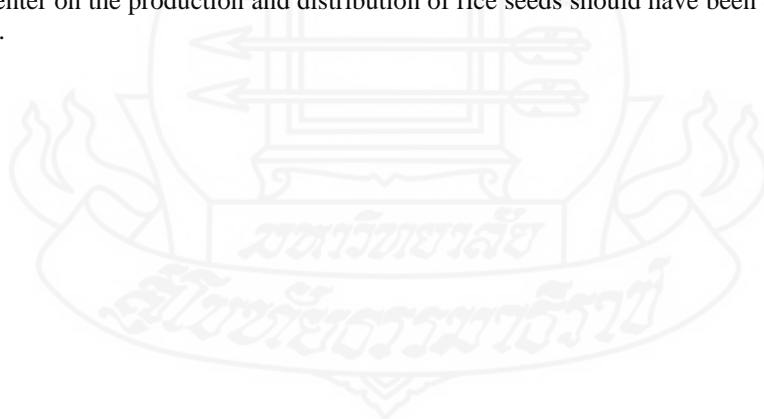 enter on the production and distribution of rice seeds should have been
.
มหาวิทยาลัย
สุโขทัยธรรมาธิราช